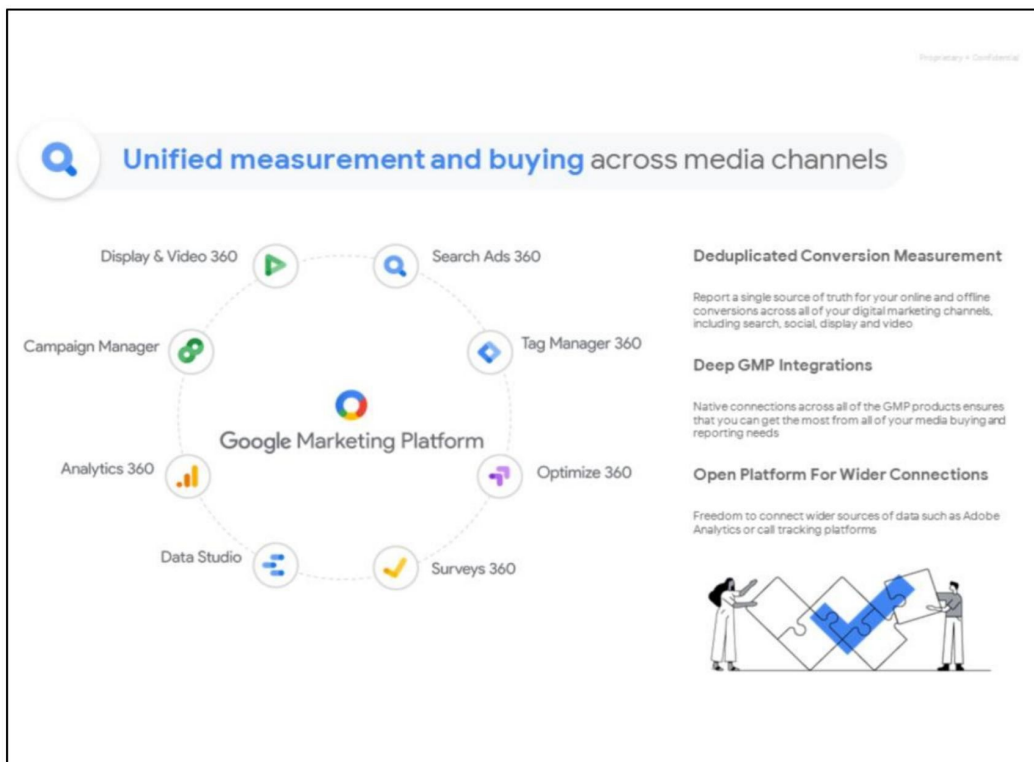 Proprietary + Confidential
Unified measurement and buying across media channels
Display & Video 360
Search Ads 360
Campaign Manager
Tag Manager 360
Google Marketing Platform
Analytics 360
Optimize 360
Data Studio
Surveys 360
Deduplicated Conversion Measurement
Report a single source of truth for your online and offline
conversions across all of your digital marketing channels,
including search, social, display and video
Deep GMP Integrations
Native connections across all of the GMP products ensures
that you can get the most from all of your media buying and
reporting needs
Open Platform For Wider Connections
Freedom to connect wider sources of data such as Adobe
Analytics or call tracking platforms